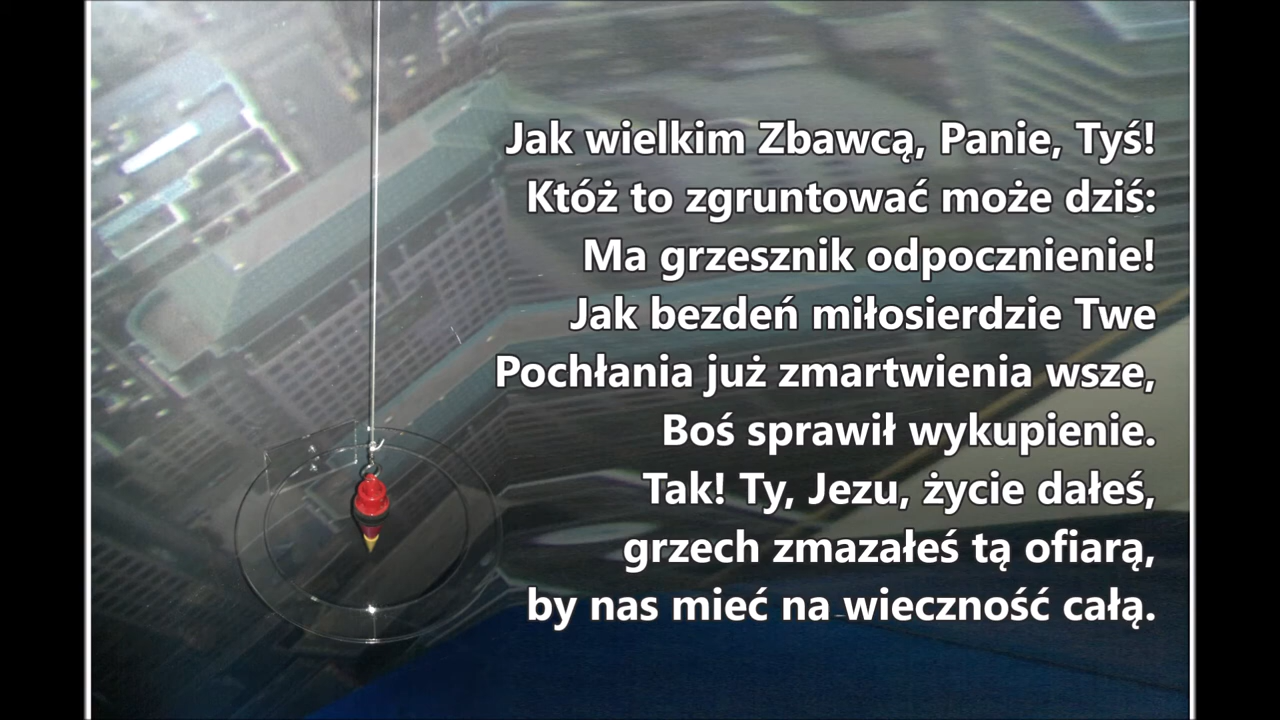 Jak wielkim Zbawcą, Panie, Tyś!
Któż to zgruntować może dziś:
Ma grzesznik odpocznienie!
Jak bezdeń miłosierdzie Twe
Pochłania już zmartwienia wsze,
Boś sprawił wykupienie.
Tak! Ty, Jezu, życie dałeś,
grzech zmazałeś tą ofiarą,
by nas mieć na wieczność całą.